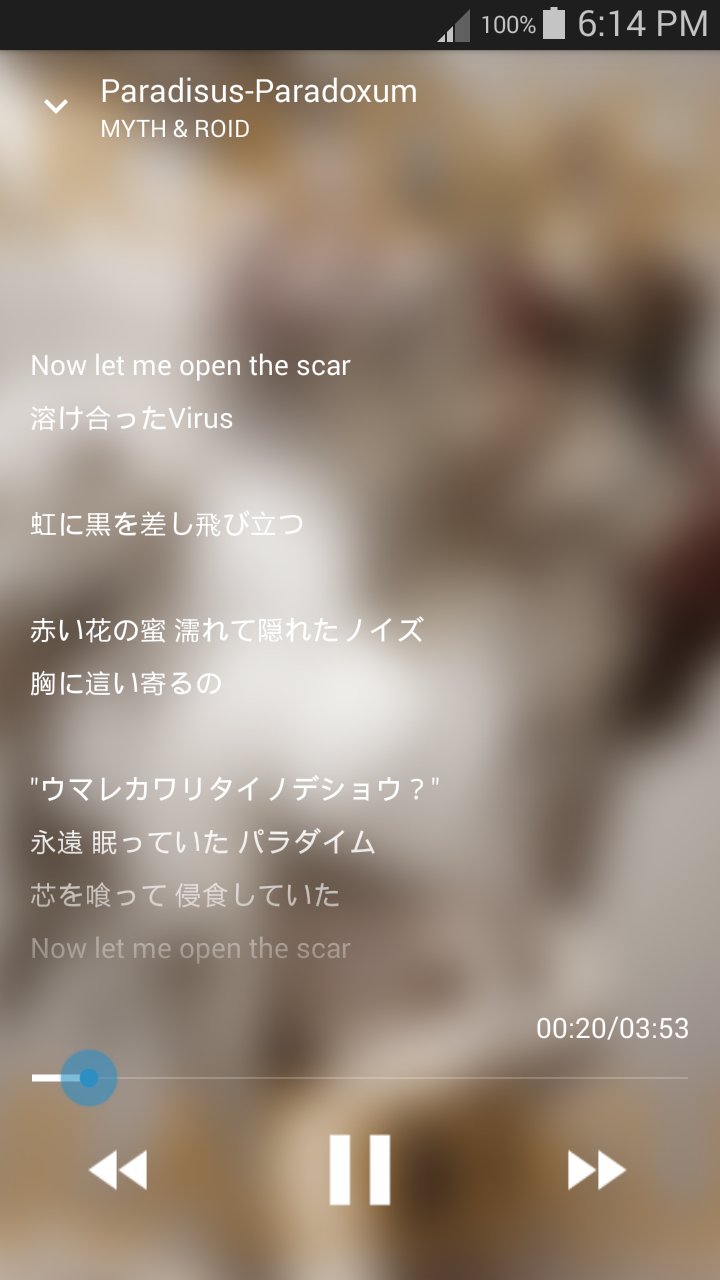 100% 6:14 PM
Paradisus-Paradoxum
MYTH & ROID
Now let me open the scar
溶け合ったVirus
虹に黒を差し飛び立つ
赤い花の蜜 濡れて隠れたノイズ
胸に這い寄るの
"ウマレカワリタイノデショウ？"
永遠 眠っていた パラダイム
芯を喰って 侵食していた
Now let me open the scar
00:20/03:53